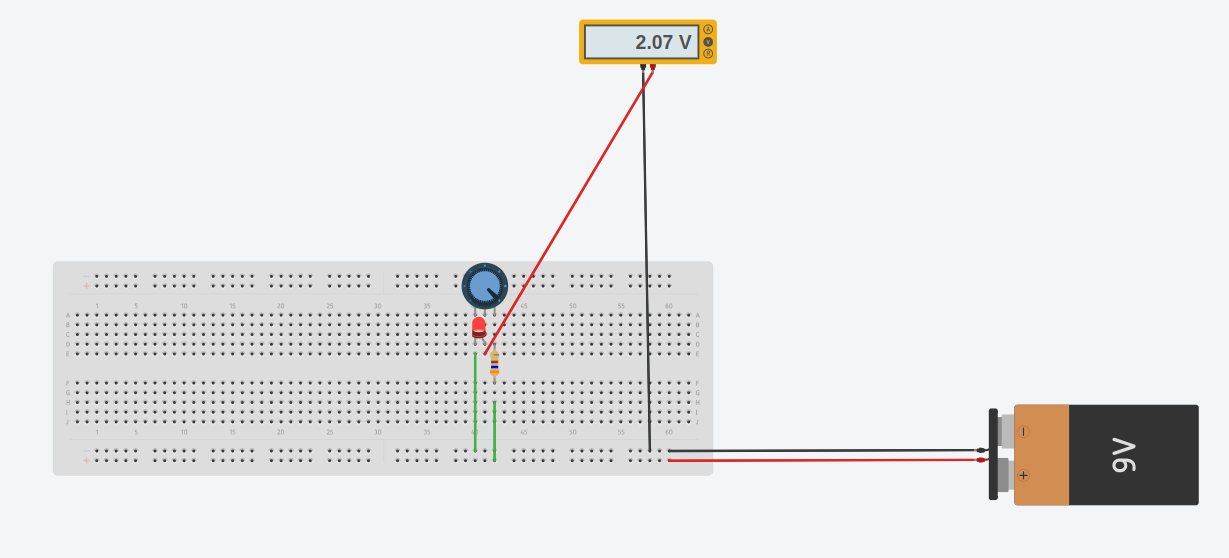 2.07 V
A
V
R
- -
+ +
1 5 10 15 20 25 30 35 45 50 55 60
A A
B B
C C
D D
E E
F F
G G
H H
I I
J J
1 5 10 15 20 25 30 35 40 45 50 55 60
- -
+ +
9V